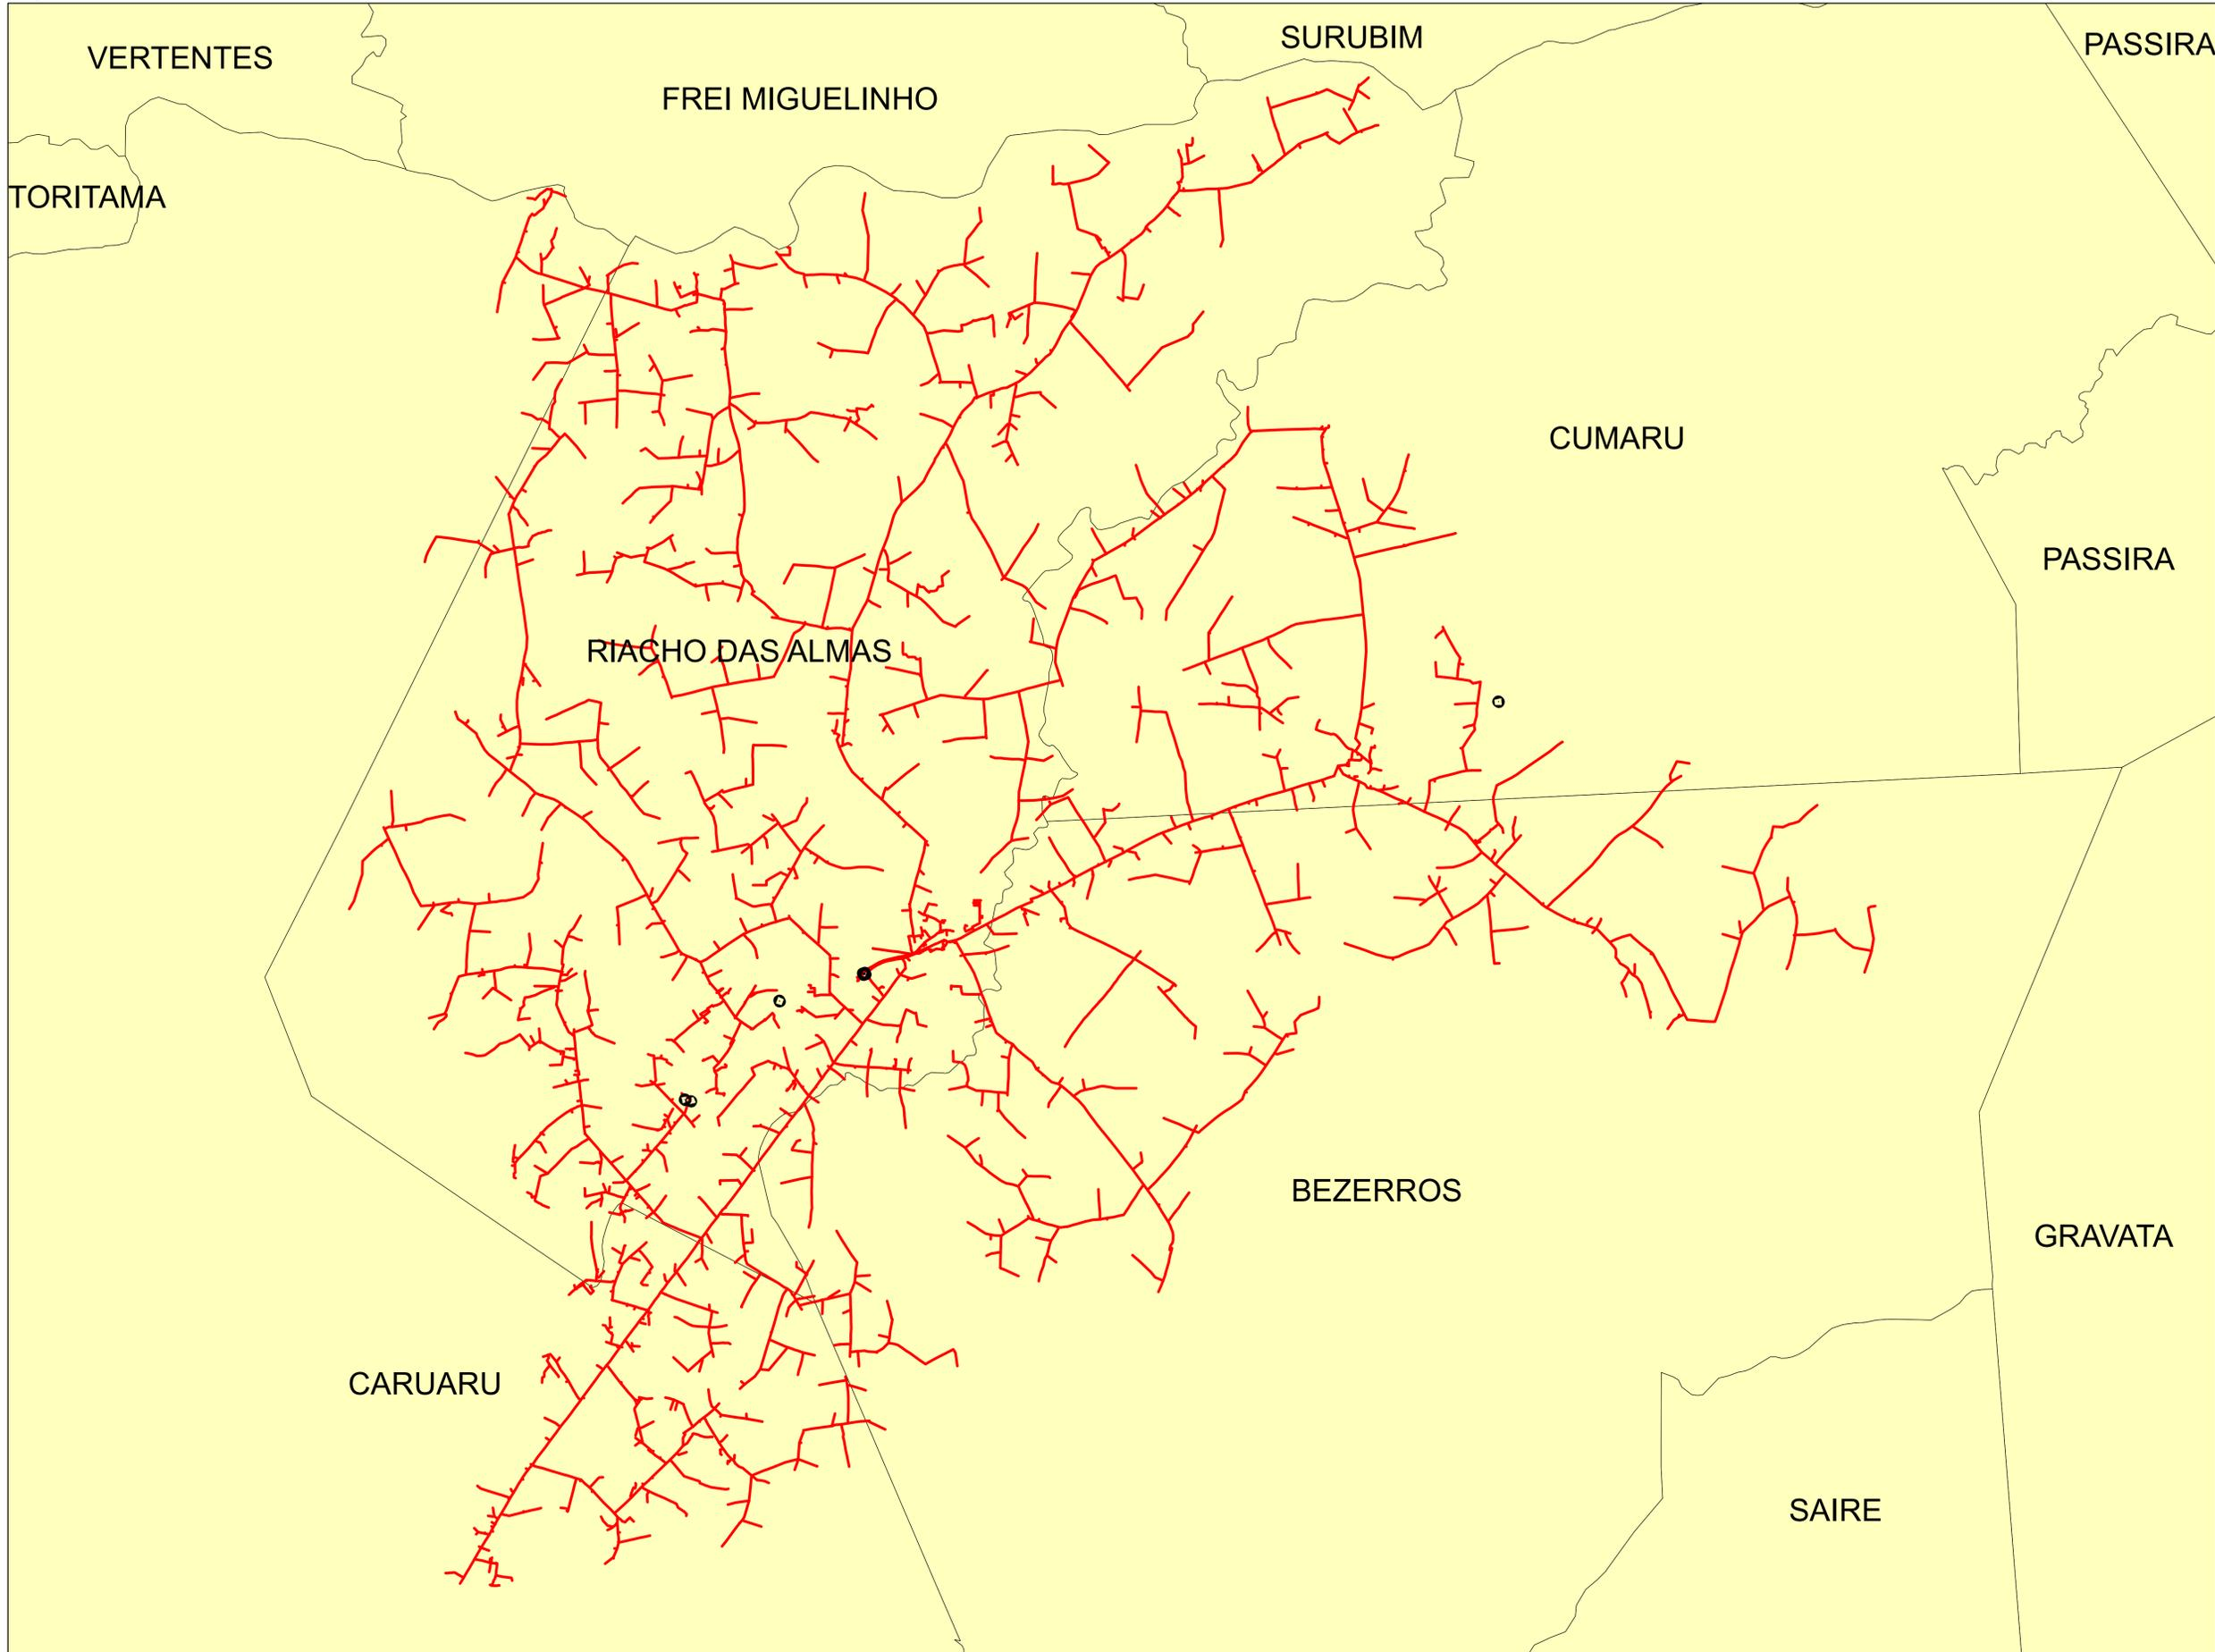 SURUBIM
PASSIRA
VERTENTES
FREI MIGUELINHO
TORITAMA
CUMARU
PASSIRA
RIACHO DAS ALMAS
BEZERROS
GRAVATA
CARUARU
SAIRE